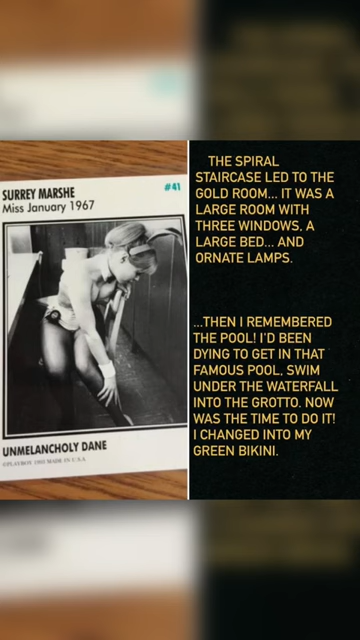 #41
SURREY MARSHE
Miss January 1967
UNMELANCHOLY DANE
©PLAYBOY 1995 MADE IN U.S.A.
THE SPIRAL
STAIRCASE LED TO THE
GOLD ROOM... IT WAS A
LARGE ROOM WITH
THREE WINDOWS, A
LARGE BED... AND
ORNATE LAMPS.
...THEN I REMEMBERED
THE POOL! I'D BEEN
DYING TO GET IN THAT
FAMOUS POOL, SWIM
UNDER THE WATERFALL
INTO THE GROTTO. NOW
WAS THE TIME TO DO IT!
I CHANGED INTO MY
GREEN BIKINI.